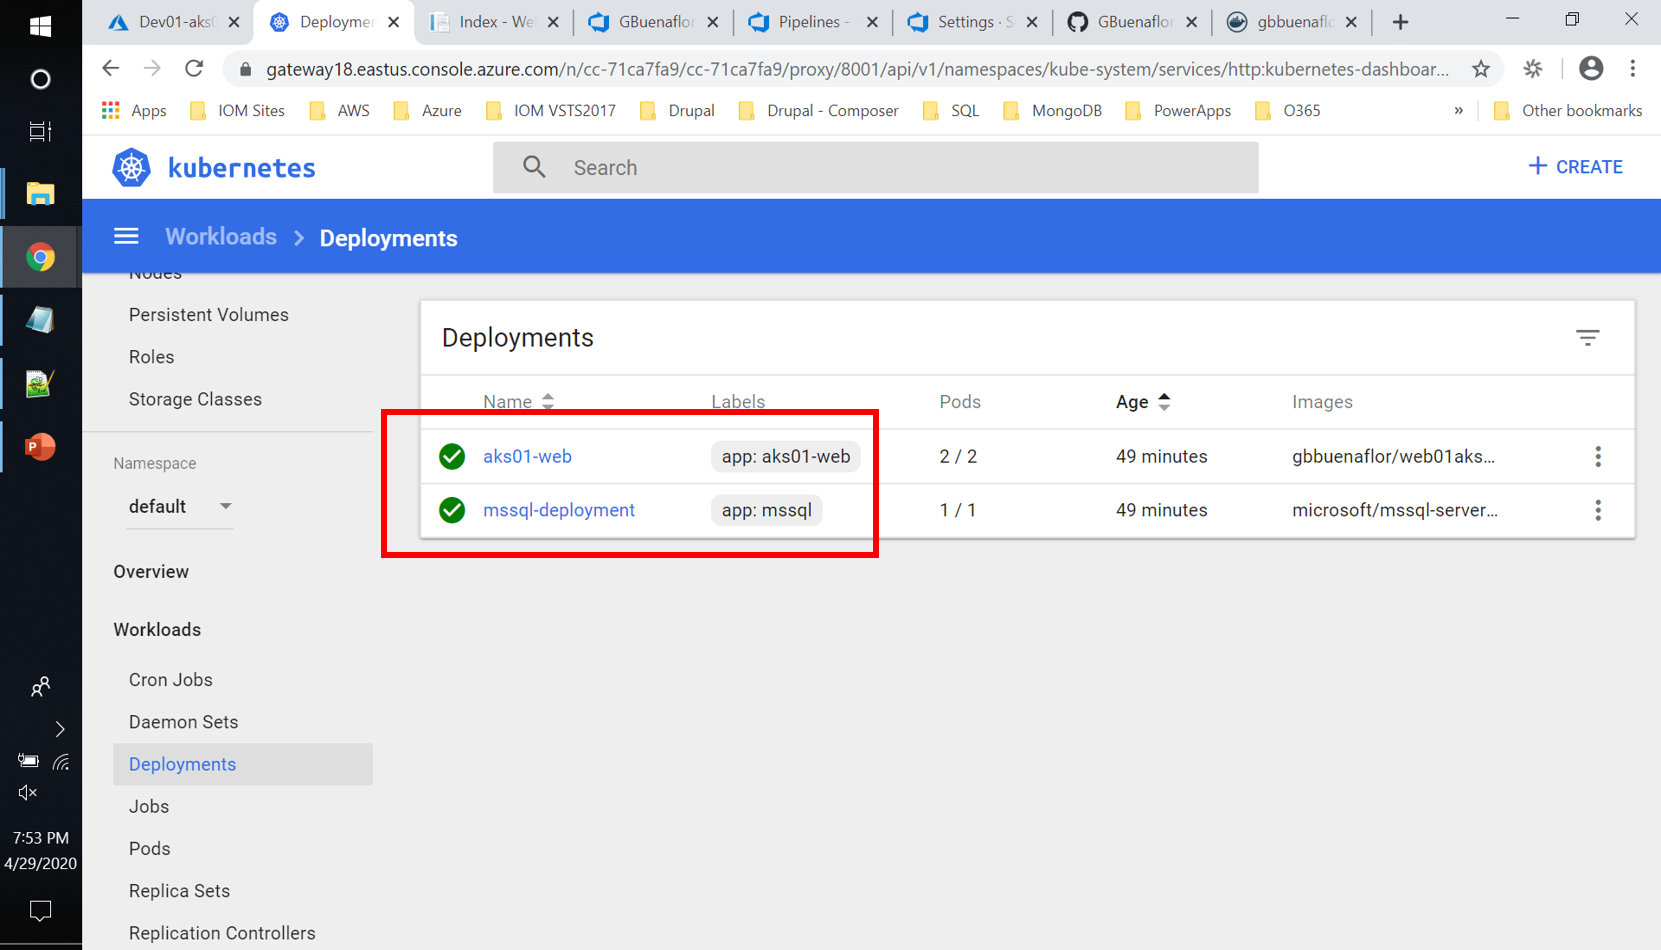 Dev01-aks0
Deploymen
Index - We
GBuenaflor
Pipelines -
Settings · S
GBuenaflor
gbbuenaflo
gateway18.eastus.console.azure.com/n/cc-71ca7fa9/cc-71ca7fa9/proxy/8001/api/v1/namespaces/kube-system/services/http:kubernetes-dashboar...
Apps
IOM Sites
AWS
Azure
IOM VSTS2017
Drupal
Drupal - Composer
SQL
MongoDB
PowerApps
O365
»
Other bookmarks
kubernetes
Search
+ CREATE
Workloads > Deployments
Nodes
Persistent Volumes
Roles
Storage Classes
Namespace
default
Overview
Workloads
Cron Jobs
Daemon Sets
Deployments
Jobs
Pods
Replica Sets
Replication Controllers
Deployments
Name Labels Pods Age Images
aks01-web app: aks01-web 2 / 2 49 minutes gbbuenaflor/web01aks...
mssql-deployment app: mssql 1 / 1 49 minutes microsoft/mssql-server...
P
7:53 PM
4/29/2020